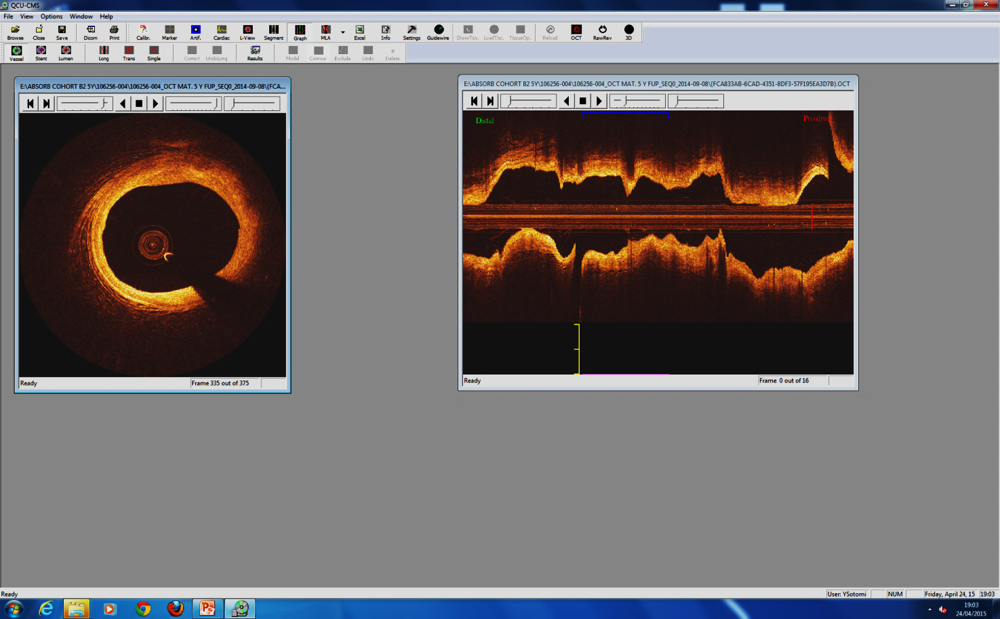 QCU-CMS
File View Options Window Help
Browse Close Save Dicom Print Calibr. Marker Artif. Cardiac L-View Segment Graph MLA Excel Info Settings Guidewire ShowTiss. LoadTiss. TissueOp. Reload OCT RawRev 3D
Vessel Stent Lumen Long Trans Single Correct UndoLong Results Model Contour Exclude Undo Delete
E:\ABSORB COHORT B2 5Y\106256-004\106256-004_OCT MAT. 5 Y FUP_SEQ0_2014-09-08\{FCA...
E:\ABSORB COHORT B2 5Y\106256-004\106256-004_OCT MAT. 5 Y FUP_SEQ0_2014-09-08\{FCA833AB-6CAD-4351-8DF3-57F195EA3D7B}.OCT
Distal Proximal
Ready Frame 335 out of 375
Ready Frame 0 out of 16
Ready User: YSotomi NUM Friday, April 24, 15 19:03
19:03
24/04/2015